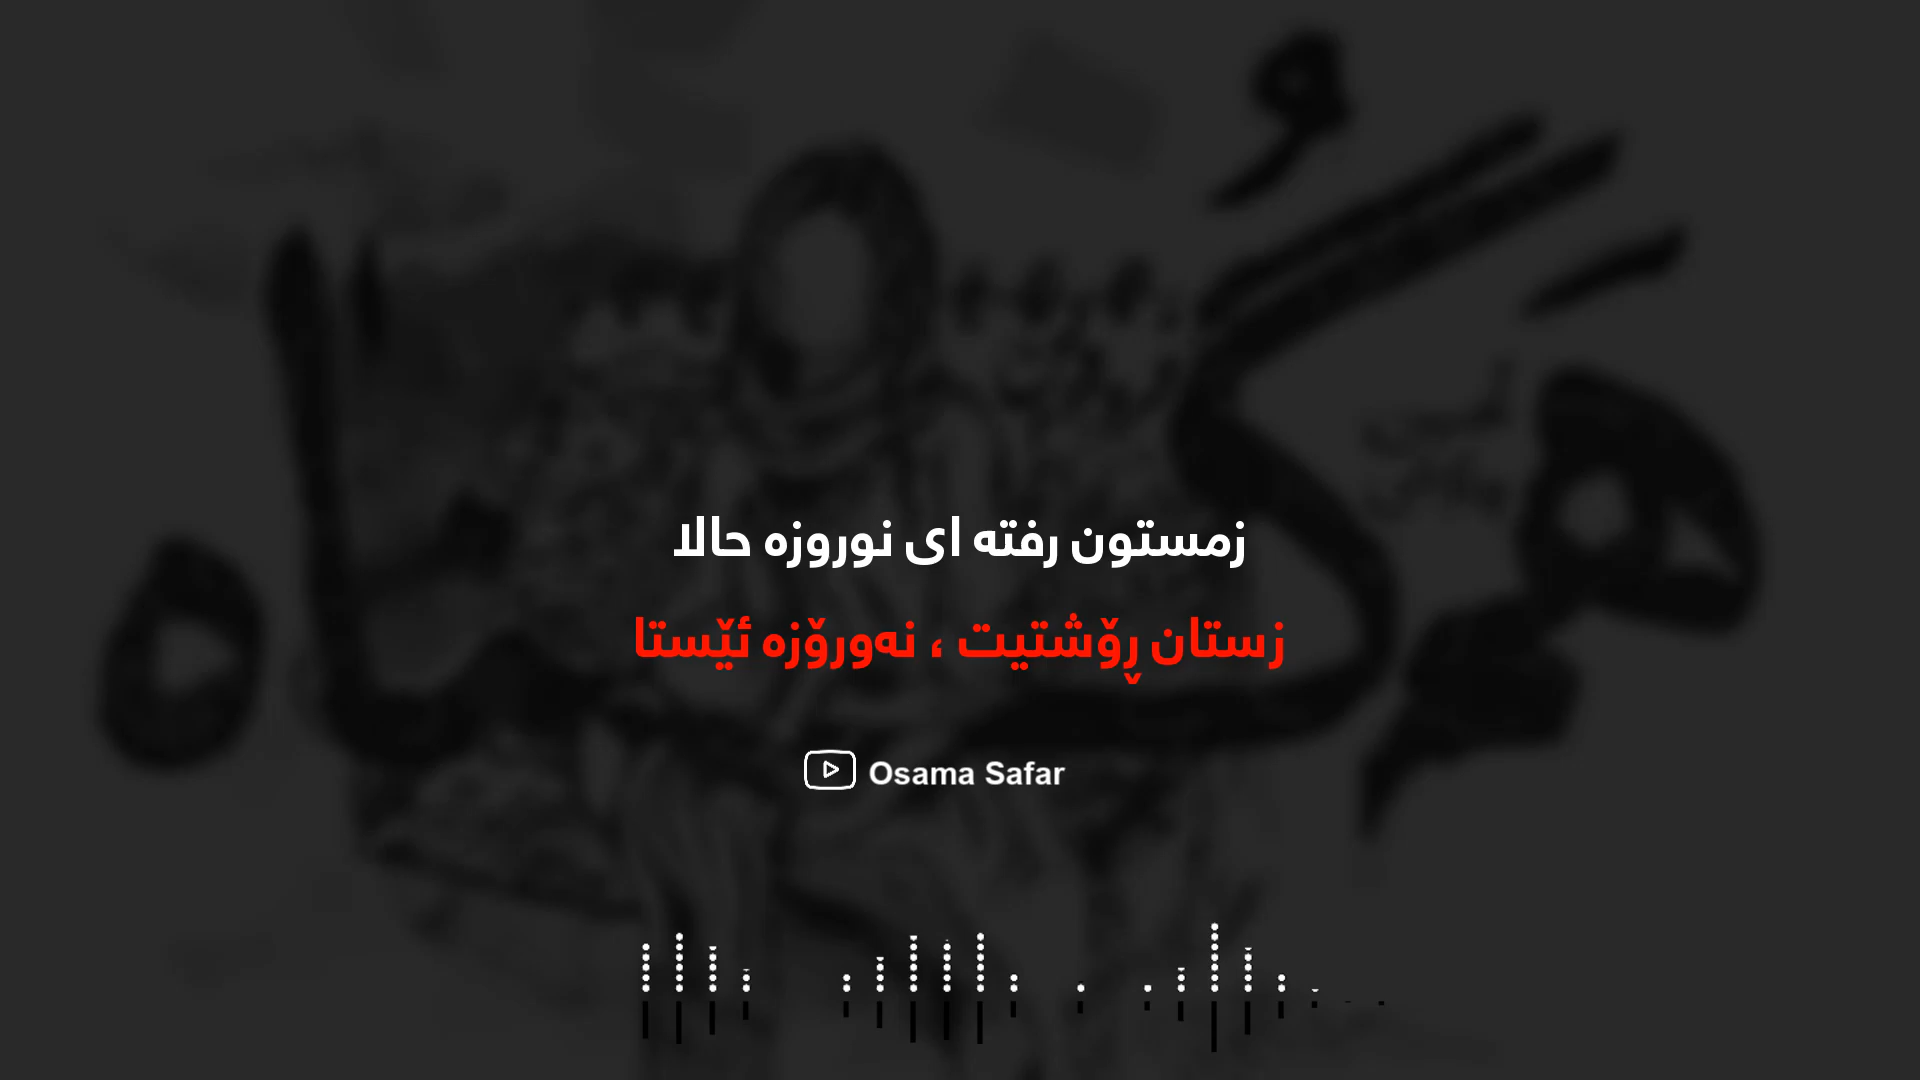 زمستون رفته ای نوروزه حالا
زستان ڕۆشتیت ، نەورۆزە ئێستا
Osama Safar